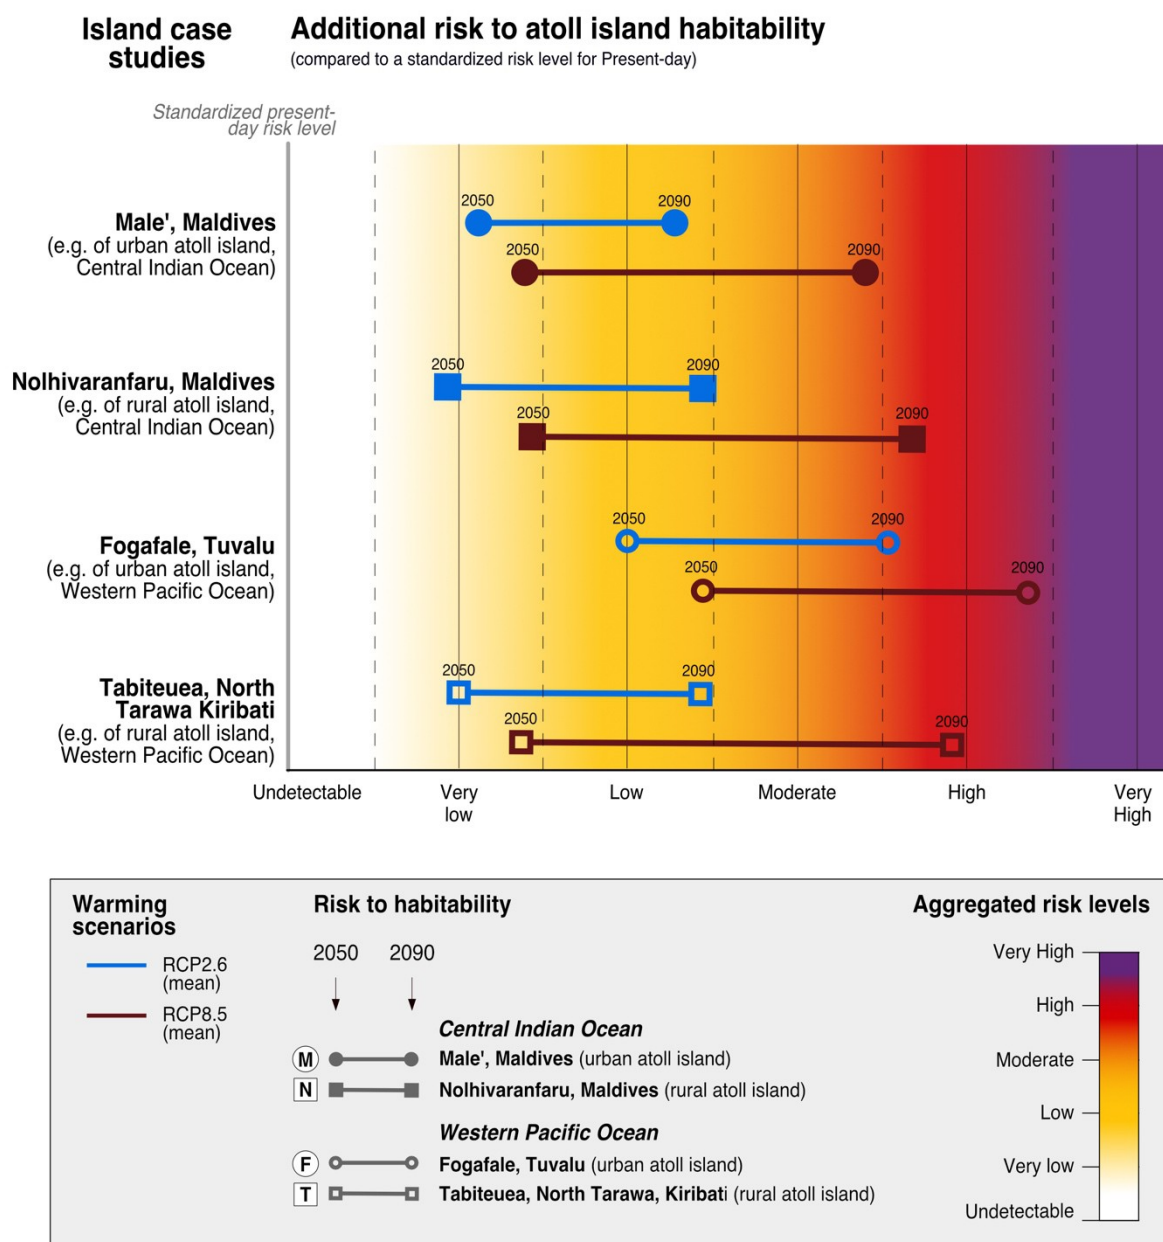 Island case
studies
Additional risk to atoll island habitability
(compared to a standardized risk level for Present-day)
Standardized present-
day risk level
Male', Maldives
(e.g. of urban atoll island,
Central Indian Ocean)
2050
2090
2050
2090
Nolhivaranfaru, Maldives
(e.g. of rural atoll island,
Central Indian Ocean)
2050
2090
2050
2090
Fogafale, Tuvalu
(e.g. of urban atoll island,
Western Pacific Ocean)
2050
2090
2050
2090
Tabiteuea, North
Tarawa Kiribati
(e.g. of rural atoll island,
Western Pacific Ocean)
2050
2090
2050
2090
Undetectable
Very
low
Low
Moderate
High
Very
High
Warming
scenarios
RCP2.6
(mean)
RCP8.5
(mean)
Risk to habitability
2050
2090
Central Indian Ocean
M Male', Maldives (urban atoll island)
N Nolhivaranfaru, Maldives (rural atoll island)
Western Pacific Ocean
F Fogafale, Tuvalu (urban atoll island)
T Tabiteuea, North Tarawa, Kiribati (rural atoll island)
Aggregated risk levels
Very High
High
Moderate
Low
Very low
Undetectable